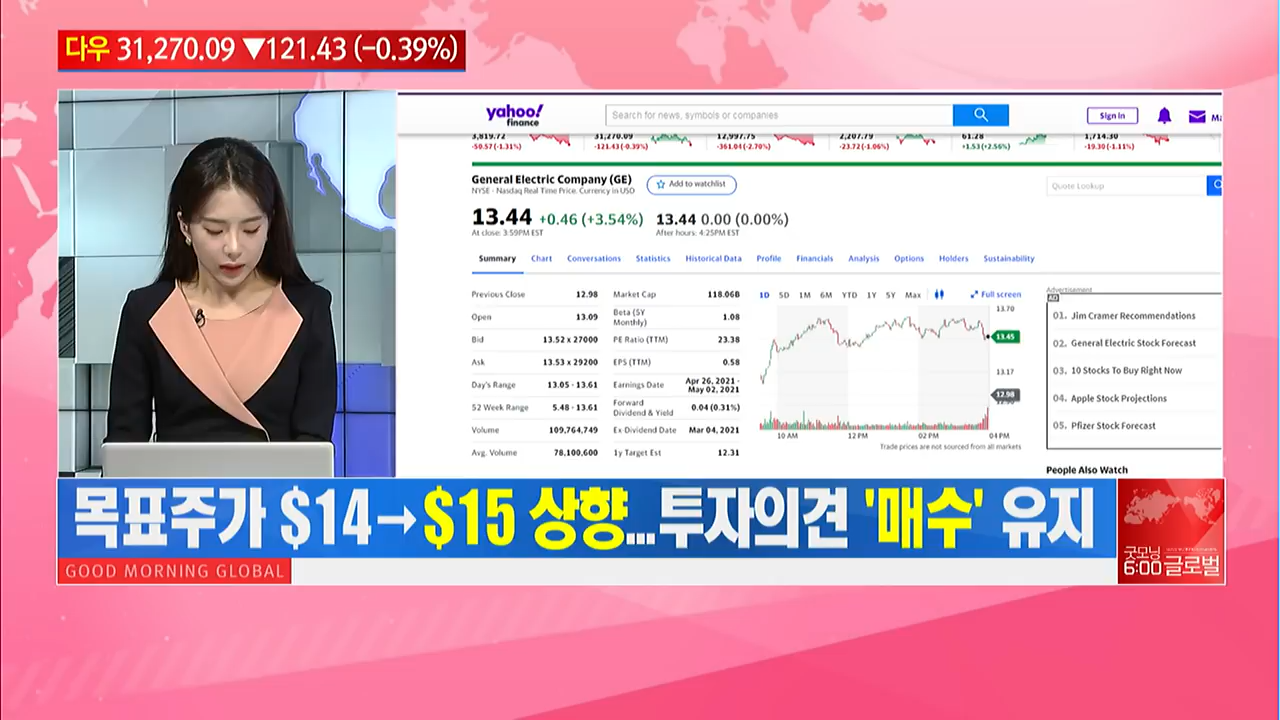 다우 31,270.09 ▼121.43 (-0.39%)
yahoo!
finance
Search for news, symbols or companies
Sign in
Ma
3,819.72 31,270.09 12,997.75 2,207.79 61.28 1,714.30
-50.57 (-1.31%) -121.43 (-0.39%) -361.04 (-2.70%) -23.72 (-1.06%) +1.53 (+2.56%) -19.30 (-1.11%)
General Electric Company (GE)
Add to watchlist
NYSE - Nasdaq Real Time Price. Currency in USD
Quote Lookup
13.44 +0.46 (+3.54%) 13.44 0.00 (0.00%)
At close: 3:59PM EST After hours: 4:25PM EST
Summary Chart Conversations Statistics Historical Data Profile Financials Analysis Options Holders Sustainability
Previous Close 12.98
Open 13.09
Bid 13.52 x 27000
Ask 13.53 x 29200
Day's Range 13.05 - 13.61
52 Week Range 5.48 - 13.61
Volume 109,764,749
Avg. Volume 78,100,600
Market Cap 118.06B
Beta (5Y
Monthly) 1.08
PE Ratio (TTM) 23.38
EPS (TTM) 0.58
Earnings Date Apr 26, 2021 -
May 02, 2021
Forward
Dividend & Yield 0.04 (0.31%)
Ex-Dividend Date Mar 04, 2021
1y Target Est 12.31
1D 5D 1M 6M YTD 1Y 5Y Max Full screen
13.70
13.45
13.17
12.98
10 AM 12 PM 02 PM 04 PM
Trade prices are not sourced from all markets
Advertisement
AD
01. Jim Cramer Recommendations
02. General Electric Stock Forecast
03. 10 Stocks To Buy Right Now
04. Apple Stock Projections
05. Pfizer Stock Forecast
People Also Watch
목표주가 $14→$15 상향...투자의견 '매수' 유지
GOOD MORNING GLOBAL
굿모닝
6:00 글로벌